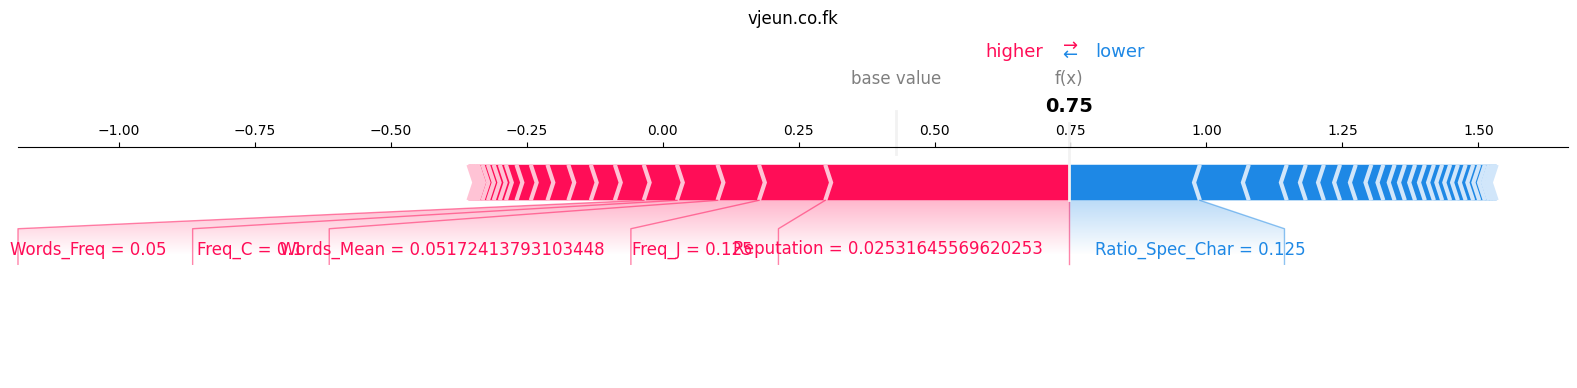 vjeun.co.fk
higher → ← lower
base value f(x)
0.75
−1.00 −0.75 −0.50 −0.25 0.00 0.25 0.50 0.75 1.00 1.25 1.50
Words_Freq = 0.05 Freq_C = 0.1 Words_Mean = 0.05172413793103448 Freq_J = 0.125 Reputation = 0.02531645569620253 Ratio_Spec_Char = 0.125